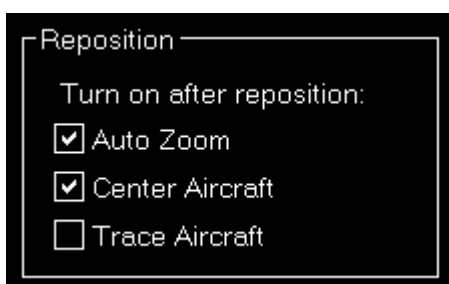 Reposition
Turn on after reposition:
Auto Zoom
Center Aircraft
Trace Aircraft